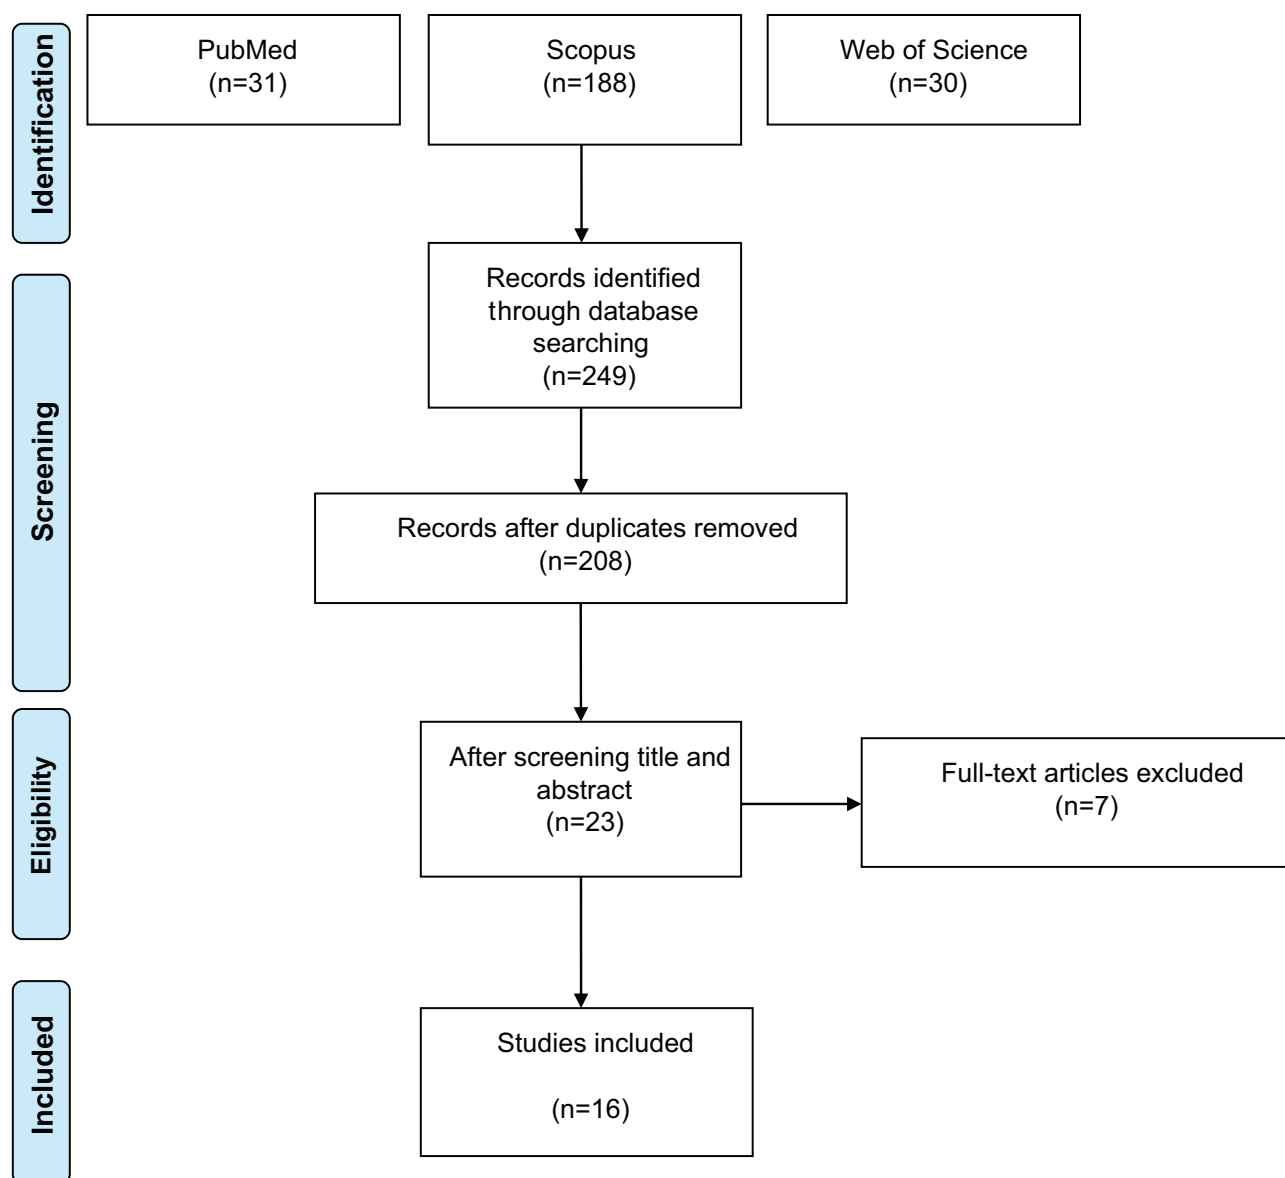 Identification
PubMed
(n=31)
Scopus
(n=188)
Web of Science
(n=30)
Screening
Records identified
through database
searching
(n=249)
Records after duplicates removed
(n=208)
Eligibility
After screening title and
abstract
(n=23)
Full-text articles excluded
(n=7)
Included
Studies included
(n=16)